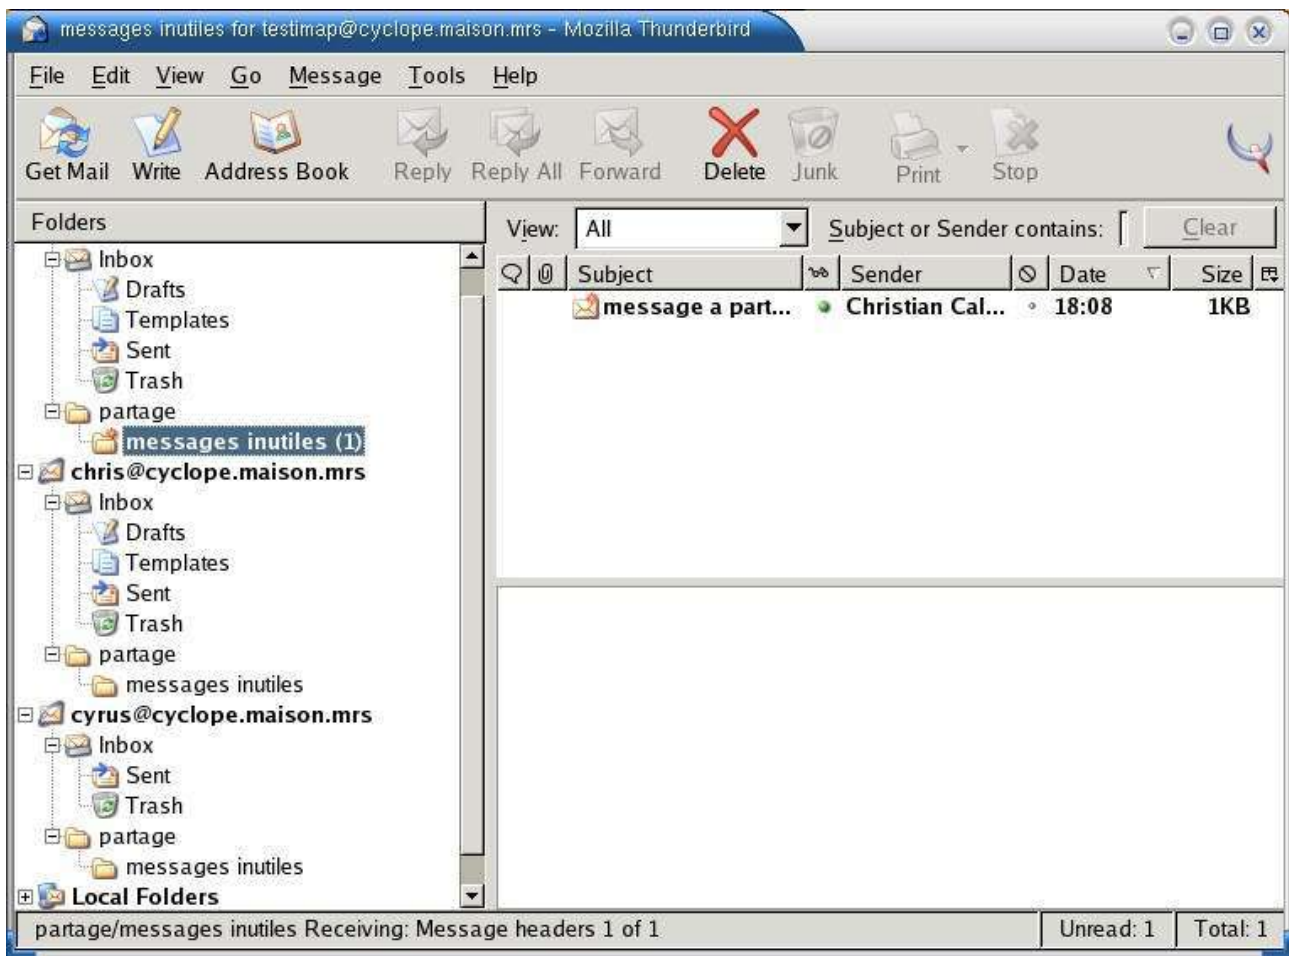 messages inutiles for testimap@cyclope.maison.mrs - Mozilla Thunderbird
File Edit View Go Message Tools Help
Get Mail Write Address Book Reply Reply All Forward Delete Junk Print Stop
Folders
Inbox
Drafts
Templates
Sent
Trash
partage
messages inutiles (1)
chris@cyclope.maison.mrs
Inbox
Drafts
Templates
Sent
Trash
partage
messages inutiles
cyrus@cyclope.maison.mrs
Inbox
Sent
Trash
partage
messages inutiles
Local Folders
View: All Subject or Sender contains: Clear
Subject Sender Date Size
message a part... Christian Cal... 18:08 1KB
partage/messages inutiles Receiving: Message headers 1 of 1 Unread: 1 Total: 1